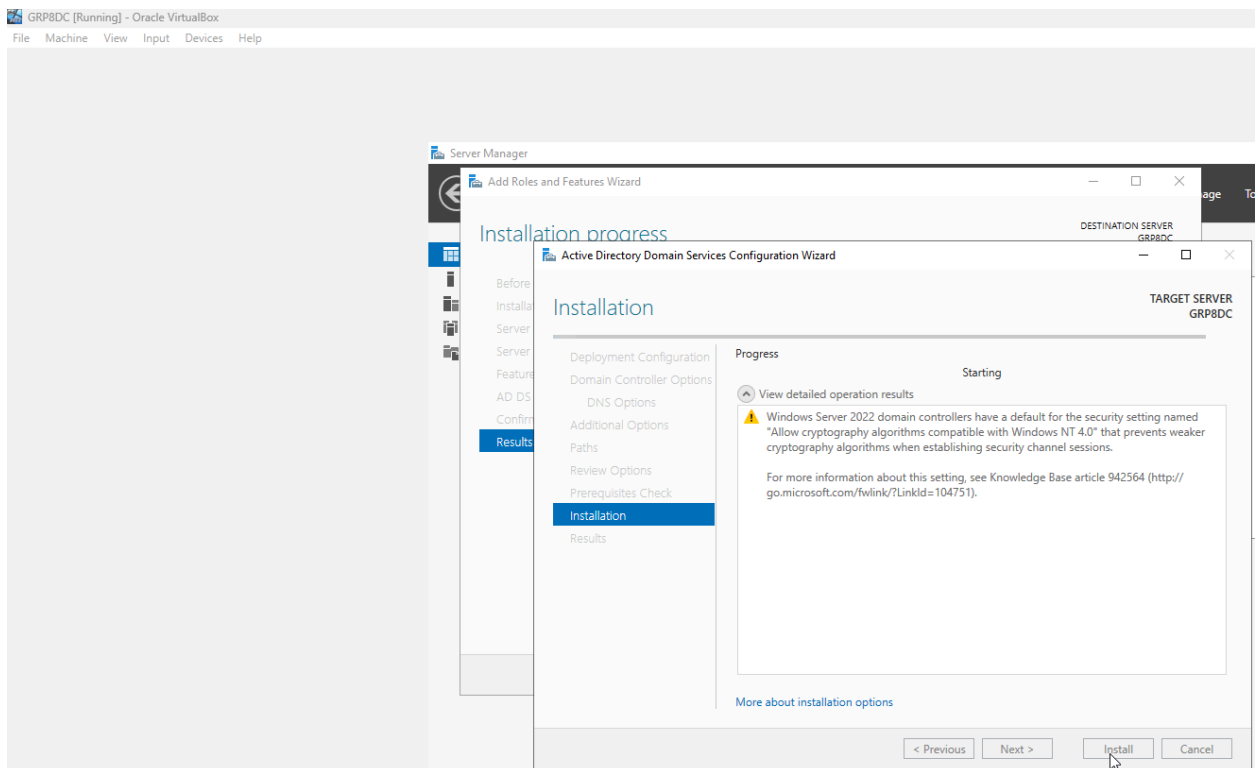 GRP8DC [Running] - Oracle VirtualBox
File Machine View Input Devices Help
Server Manager
Add Roles and Features Wizard
Installation progress
DESTINATION SERVER
GRP8DC
Before
Installa
Server
Server
Feature
AD DS
Confirm
Results
Active Directory Domain Services Configuration Wizard
Installation
TARGET SERVER
GRP8DC
Deployment Configuration
Domain Controller Options
DNS Options
Additional Options
Paths
Review Options
Prerequisites Check
Installation
Results
Progress
Starting
View detailed operation results
Windows Server 2022 domain controllers have a default for the security setting named
"Allow cryptography algorithms compatible with Windows NT 4.0" that prevents weaker
cryptography algorithms when establishing security channel sessions.
For more information about this setting, see Knowledge Base article 942564 (http://
go.microsoft.com/fwlink/?LinkId=104751).
More about installation options
< Previous Next > Install Cancel